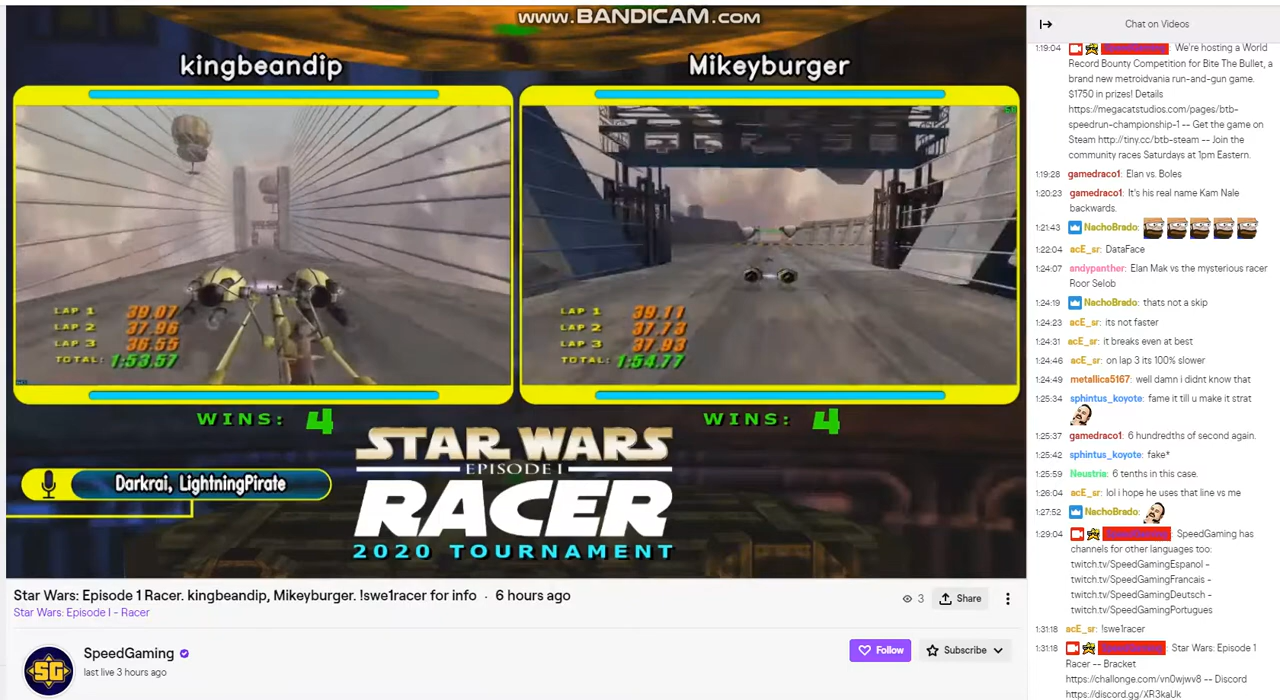 www.BANDICAM.com
kingbeandip
Mikeyburger
LAP 1 39.07
LAP 2 37.96
LAP 3 36.55
TOTAL: 1:53.57
LAP 1 39.11
LAP 2 37.73
LAP 3 37.93
TOTAL: 1:54.77
WINS: 4
WINS: 4
Darkrai, LightningPirate
STAR WARS
EPISODE I
RACER
2020 TOURNAMENT
Star Wars: Episode 1 Racer. kingbeandip, Mikeyburger. !swe1racer for info · 6 hours ago
Star Wars: Episode I - Racer
3
Share
SG
SpeedGaming
last live 3 hours ago
Follow
Subscribe
Chat on Videos
1:19:04 We're hosting a World
Record Bounty Competition for Bite The Bullet, a
brand new metroidvania run-and-gun game.
$1750 in prizes! Details
https://megacatstudios.com/pages/btb-
speedrun-championship-1 -- Get the game on
Steam http://tiny.cc/btb-steam -- Join the
community races Saturdays at 1pm Eastern.
1:19:28 gamedraco1: Elan vs. Boles
1:20:23 gamedraco1: It's his real name Kam Nale
backwards.
1:21:43 NachoBrado:
1:22:04 acE_sr: DataFace
1:24:07 andypanther: Elan Mak vs the mysterious racer
Roor Selob
1:24:19 NachoBrado: thats not a skip
1:24:23 acE_sr: its not faster
1:24:31 acE_sr: it breaks even at best
1:24:46 acE_sr: on lap 3 its 100% slower
1:24:49 metallica5167: well damn i didnt know that
1:25:34 sphintus_koyote: fame it till u make it strat
1:25:37 gamedraco1: 6 hundredths of second again.
1:25:42 sphintus_koyote: fake*
1:25:59 Neustria: 6 tenths in this case.
1:26:04 acE_sr: lol i hope he uses that line vs me
1:27:52 NachoBrado:
1:29:04 SpeedGaming has
channels for other languages too:
twitch.tv/SpeedGamingEspanol -
twitch.tv/SpeedGamingFrancais -
twitch.tv/SpeedGamingDeutsch -
twitch.tv/SpeedGamingPortugues
1:31:18 acE_sr: !swe1racer
1:31:18 Star Wars: Episode 1
Racer -- Bracket
https://challonge.com/vn0wjwv8 -- Discord
https://discord.gg/XR3kaUk